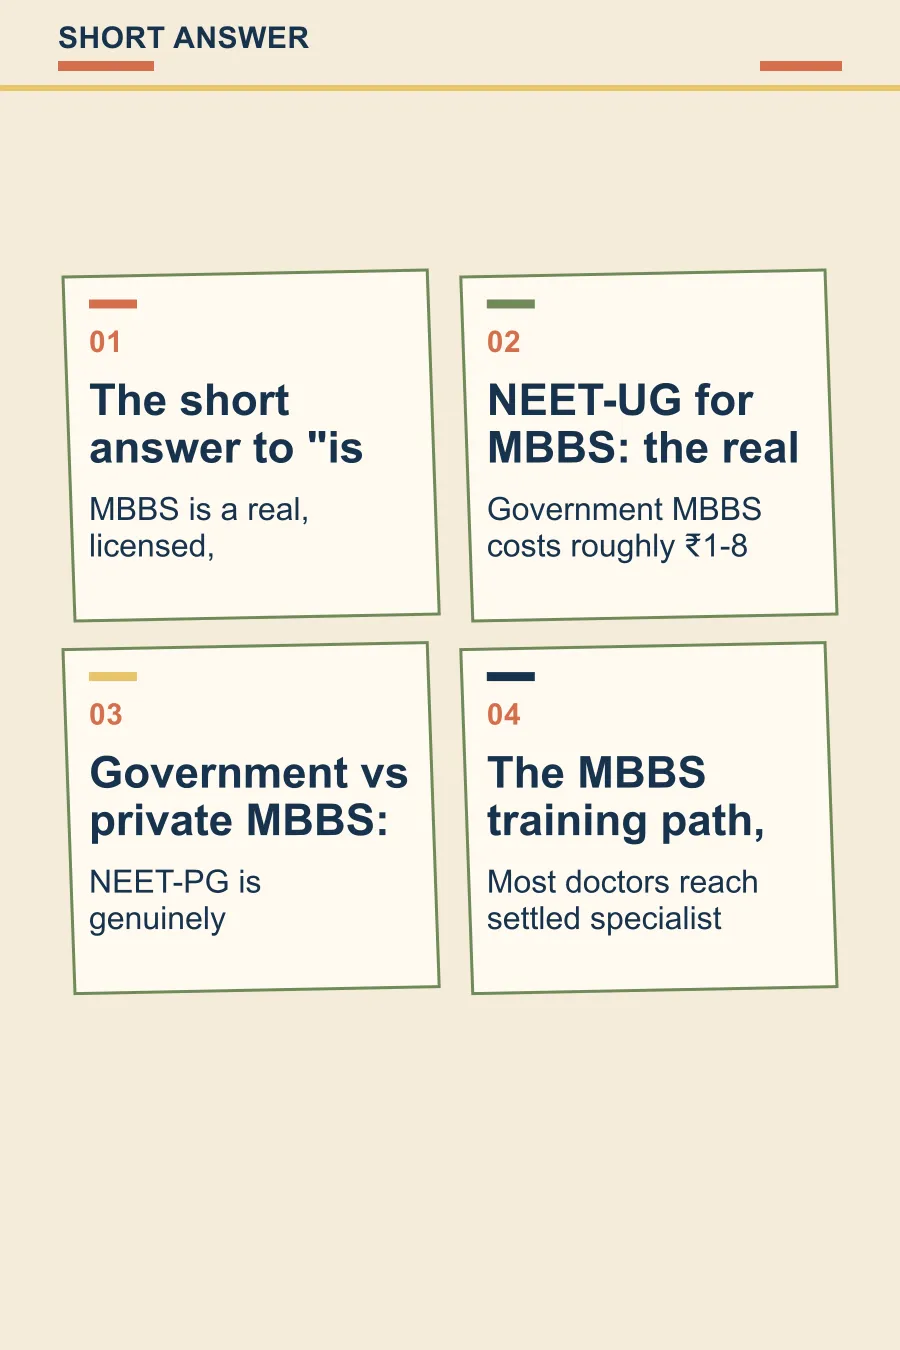 SHORT ANSWER
01
The short
answer to "is
MBBS is a real,
licensed,
02
NEET-UG for
MBBS: the real
Government MBBS
costs roughly ₹1-8
03
Government vs
private MBBS:
NEET-PG is
genuinely
04
The MBBS
training path,
Most doctors reach
settled specialist